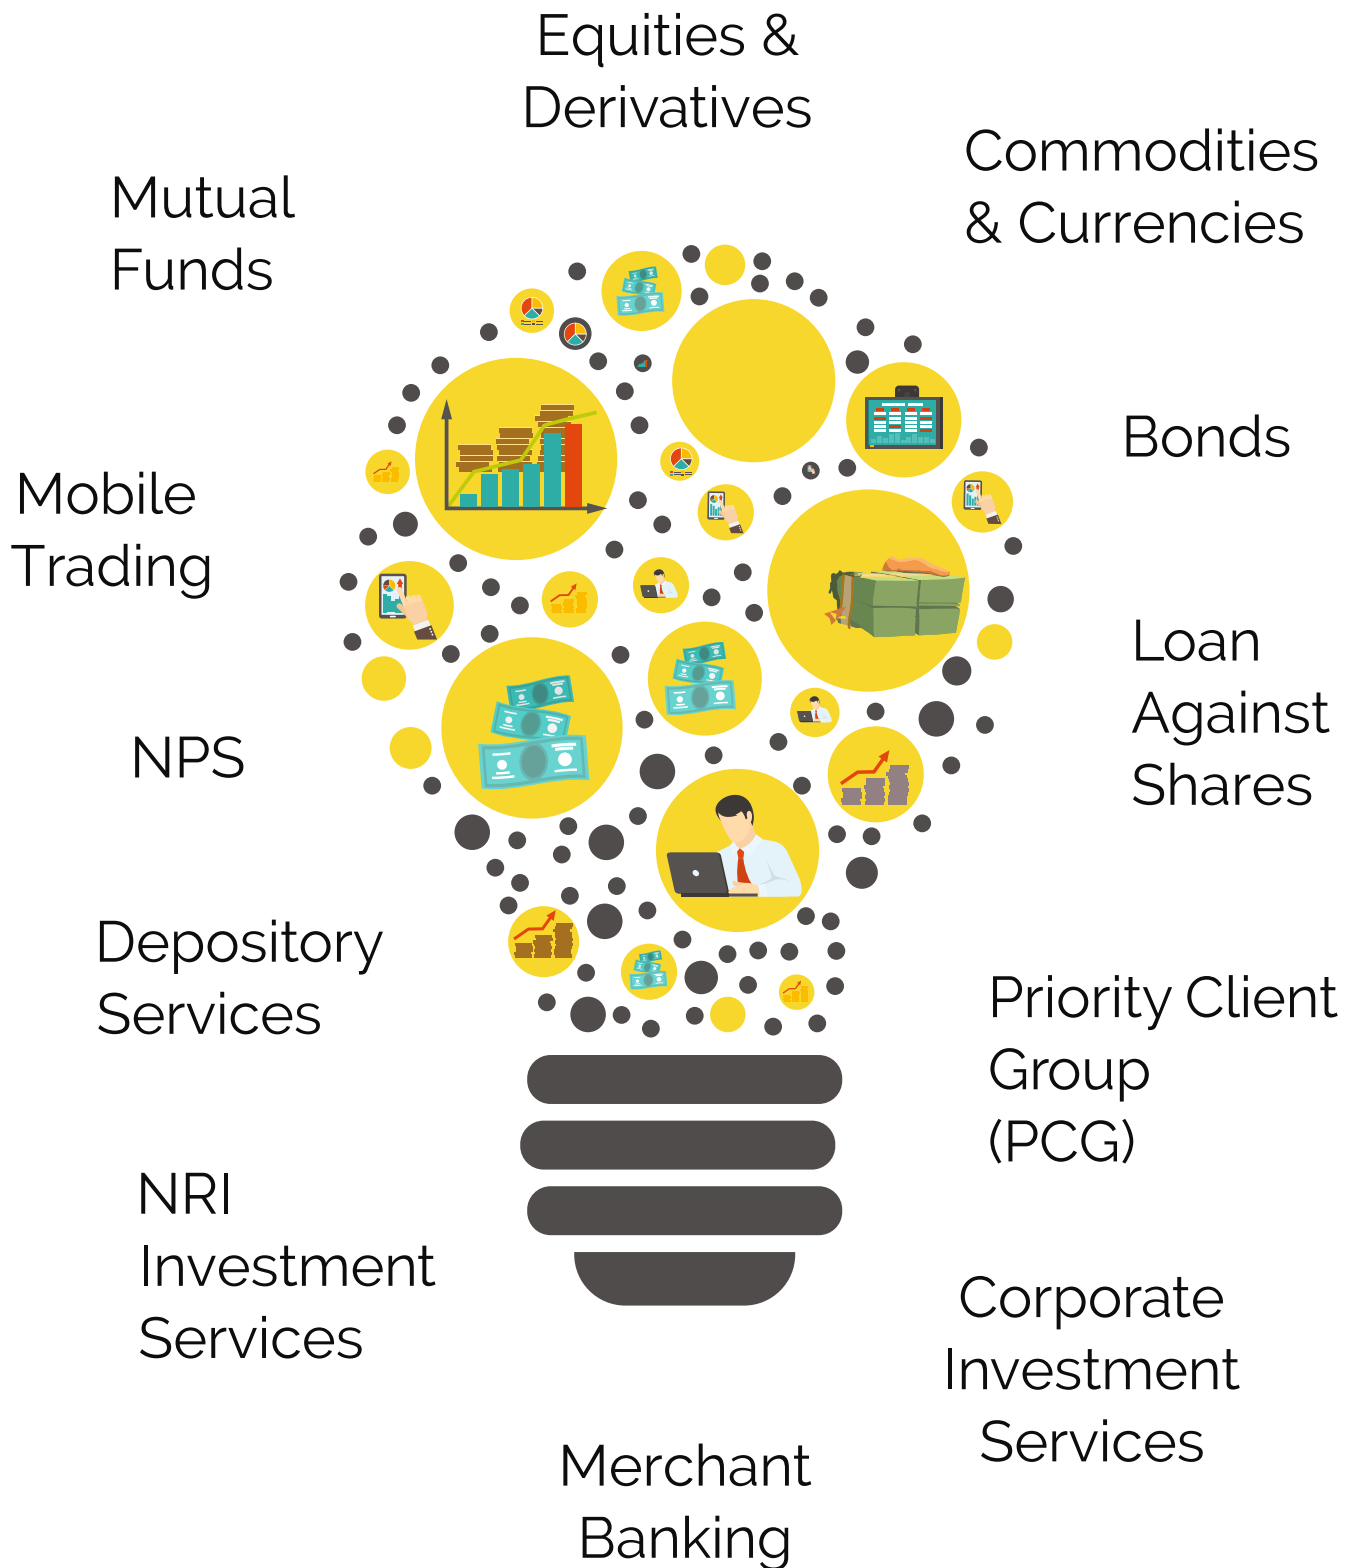 Equities &
Derivatives
Commodities
& Currencies
Mutual
Funds
Bonds
Mobile
Trading
Loan
Against
Shares
NPS
Depository
Services
Priority Client
Group
(PCG)
NRI
Investment
Services
Corporate
Investment
Services
Merchant
Banking